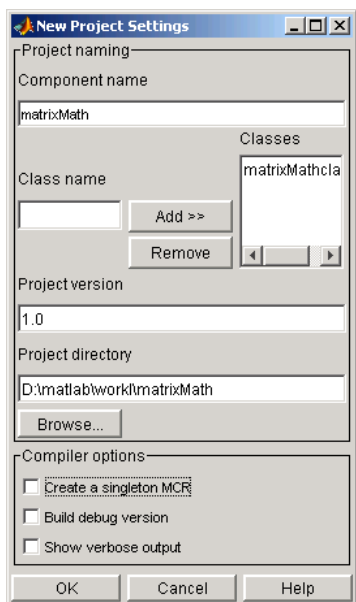 New Project Settings
Project naming
Component name
matrixMath
Classes
matrixMathcla
Class name
Add >>
Remove
Project version
1.0
Project directory
D:\matlab\workl\matrixMath
Browse...
Compiler options
Create a singleton MCR
Build debug version
Show verbose output
OK Cancel Help